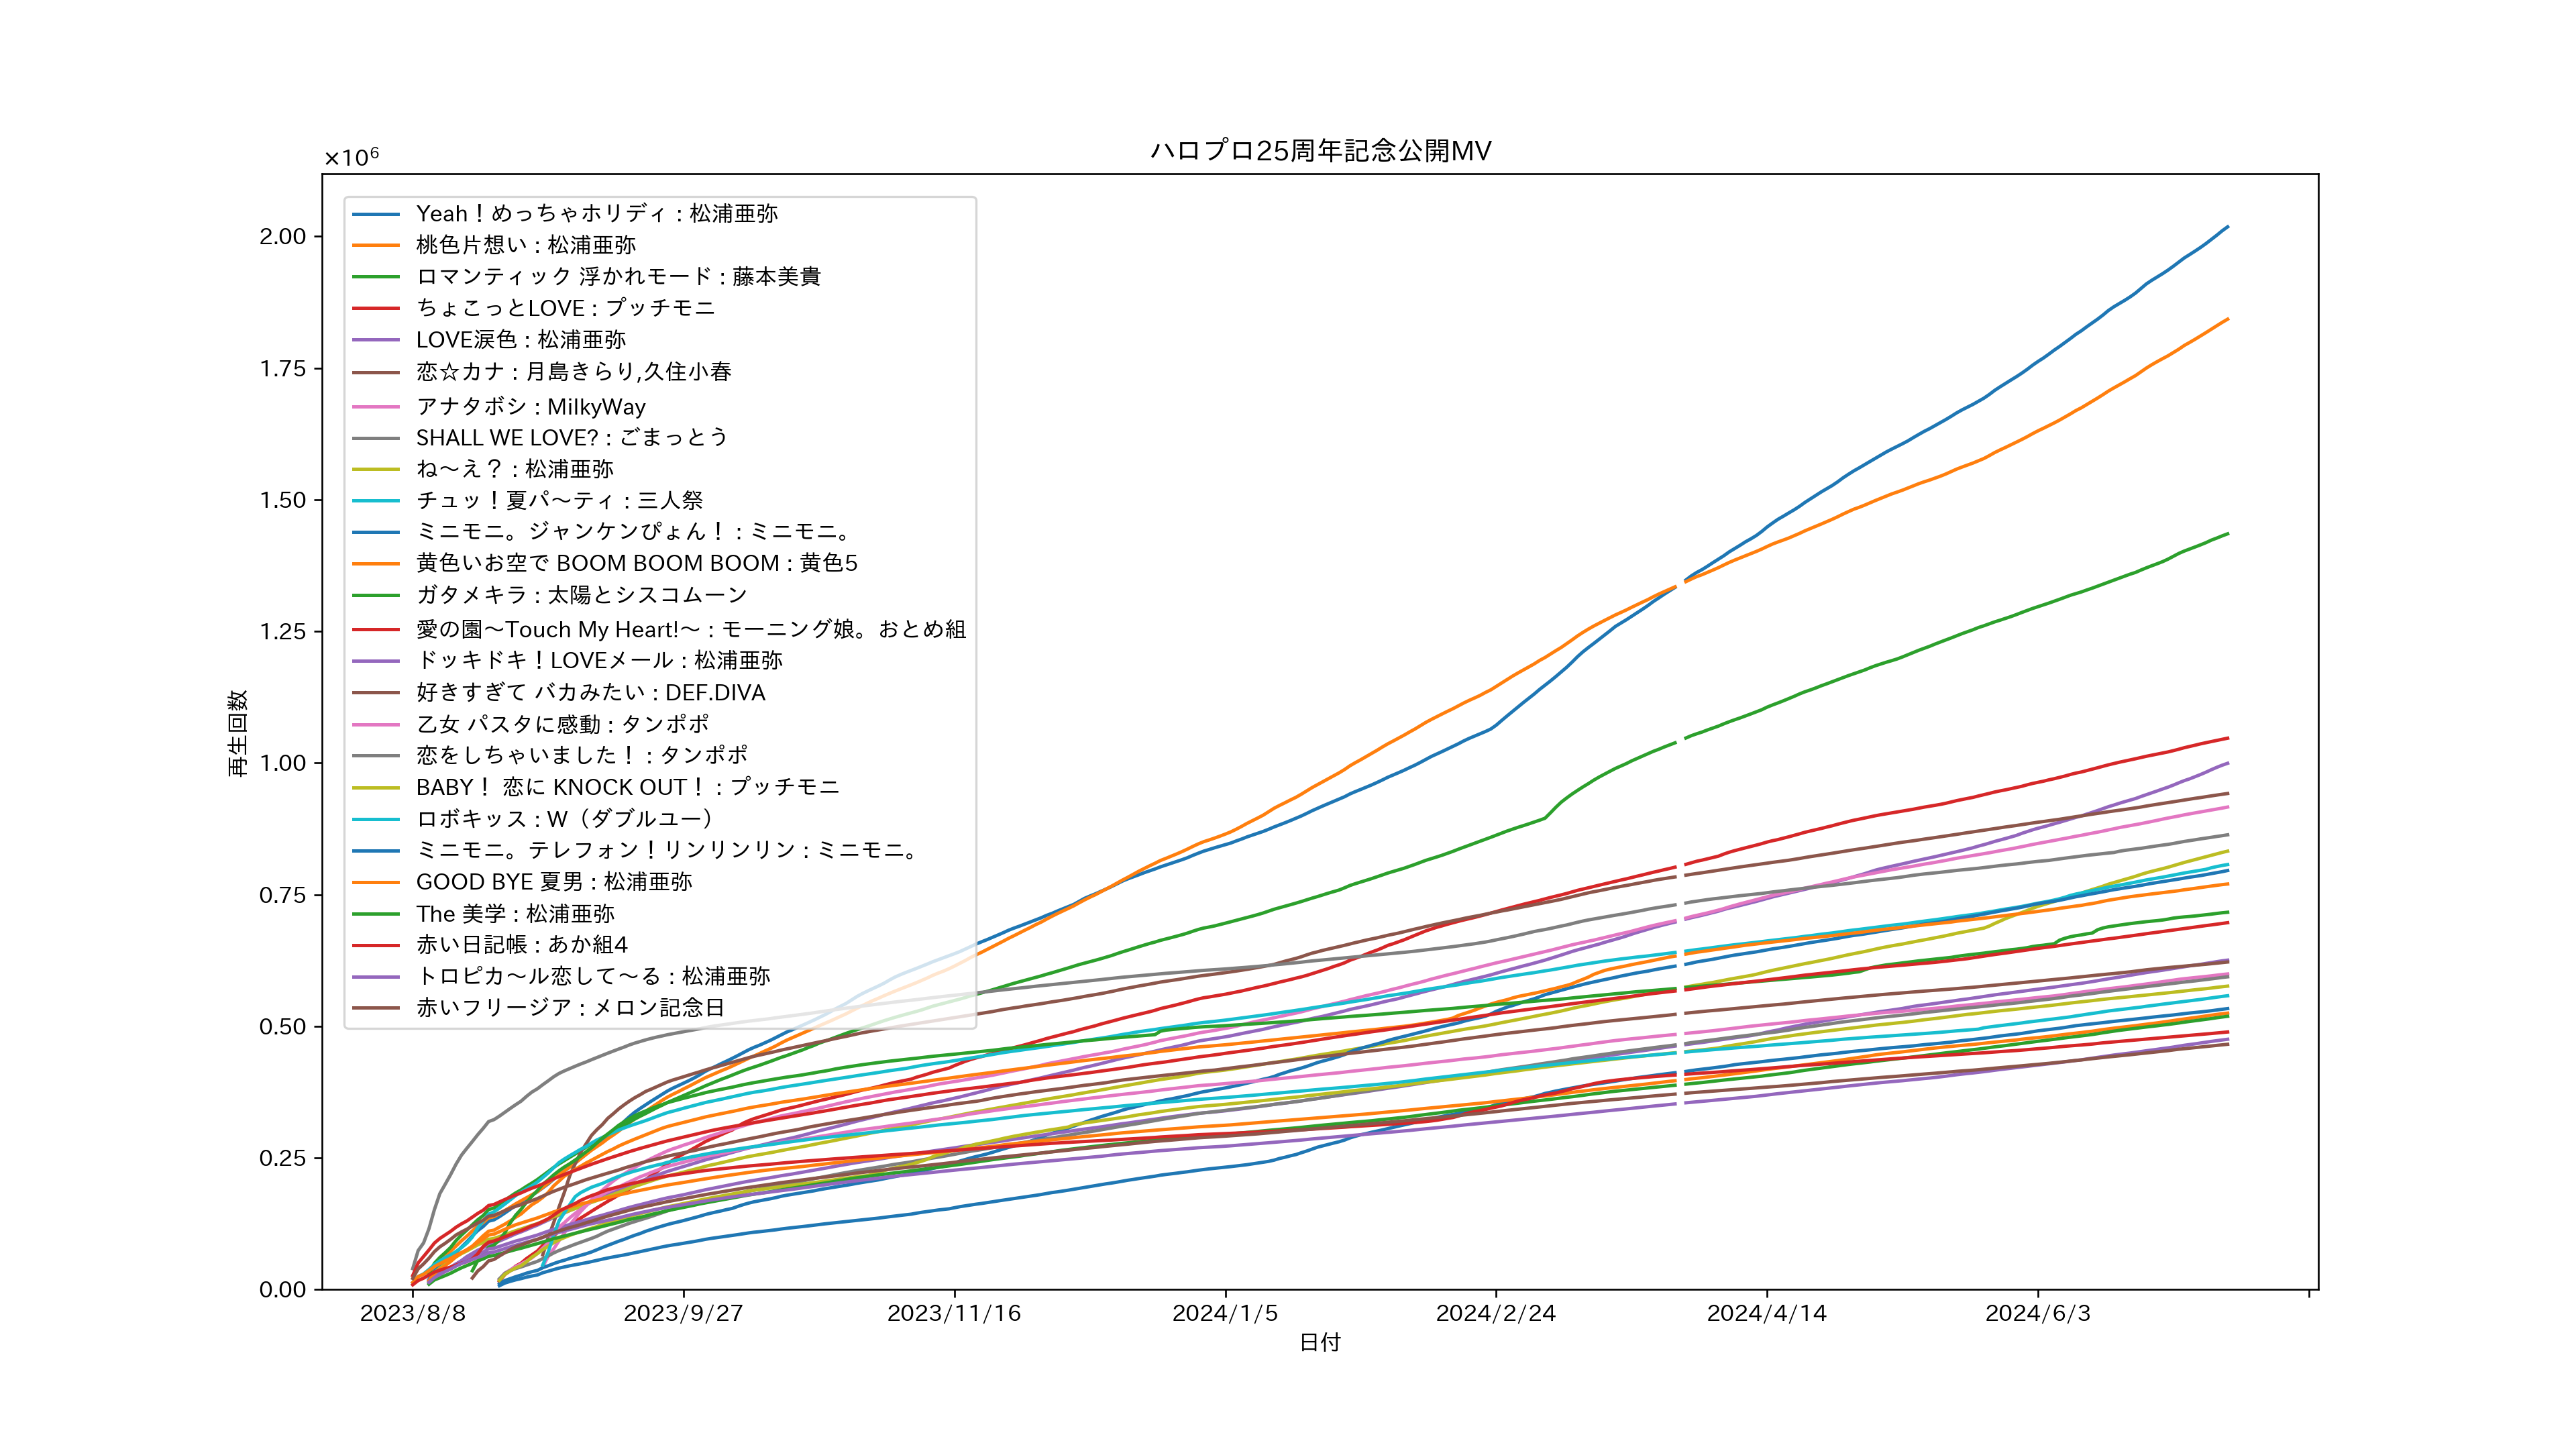 ハロプロ25周年記念公開MV
×10⁶
2.00
1.75
1.50
1.25
1.00
0.75
0.50
0.25
0.00
再生回数
Yeah！めっちゃホリディ : 松浦亜弥
桃色片想い : 松浦亜弥
ロマンティック 浮かれモード : 藤本美貴
ちょこっとLOVE : プッチモニ
LOVE涙色 : 松浦亜弥
恋☆カナ : 月島きらり,久住小春
アナタボシ : MilkyWay
SHALL WE LOVE? : ごまっとう
ね～え？ : 松浦亜弥
チュッ！夏パ～ティ : 三人祭
ミニモニ。ジャンケンぴょん！ : ミニモニ。
黄色いお空で BOOM BOOM BOOM : 黄色5
ガタメキラ : 太陽とシスコムーン
愛の園～Touch My Heart!～ : モーニング娘。おとめ組
ドッキドキ！LOVEメール : 松浦亜弥
好きすぎて バカみたい : DEF.DIVA
乙女 パスタに感動 : タンポポ
恋をしちゃいました！ : タンポポ
BABY！ 恋に KNOCK OUT！ : プッチモニ
ロボキッス : W（ダブルユー）
ミニモニ。テレフォン！リンリンリン : ミニモニ。
GOOD BYE 夏男 : 松浦亜弥
The 美学 : 松浦亜弥
赤い日記帳 : あか組4
トロピカ～ル恋して～る : 松浦亜弥
赤いフリージア : メロン記念日
2023/8/8
2023/9/27
2023/11/16
2024/1/5
2024/2/24
2024/4/14
2024/6/3
日付